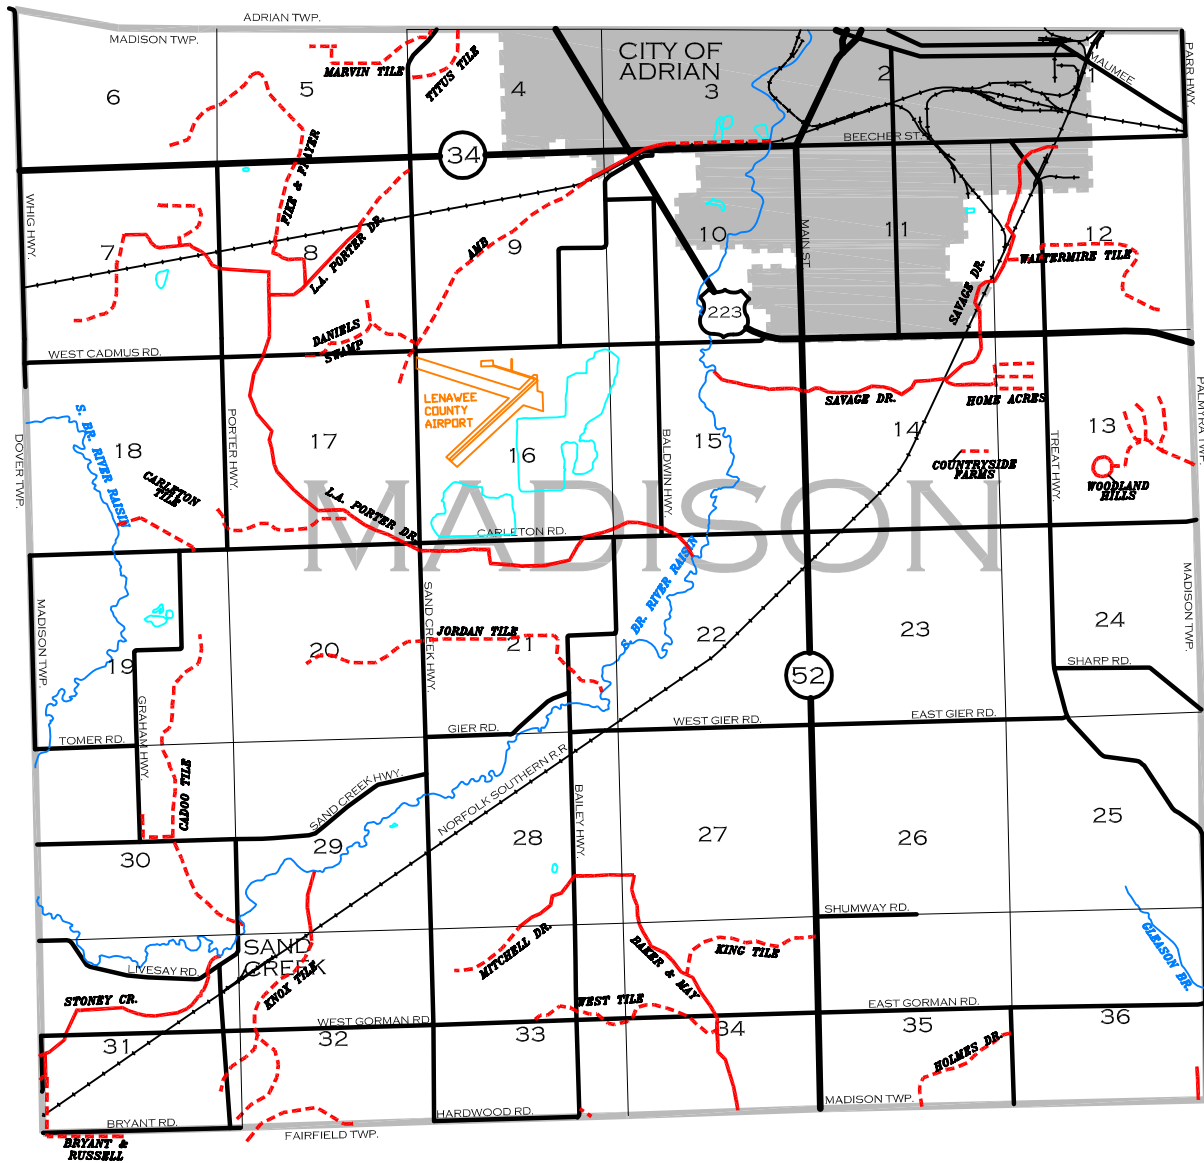 ADRIAN TWP.
MADISON TWP.
CITY OF
ADRIAN
MARVIN TILE
TITUS TILE
6
5
4
3
2
1
MAUMEE
PARR HWY.
BEECHER ST.
34
FIKE & FRAYER
WHIG HWY.
L.A. PORTER DR.
AMB
MAIN ST
7
8
9
10
11
12
WALTERMIRE TILE
SAVAGE DR.
223
DANIELS
SWAMP
WEST CADMUS RD.
LENAWEE
COUNTY
AIRPORT
SAVAGE DR.
HOME ACRES
PALMYRA TWP.
S. BR. RIVER RAISIN
PORTER HWY.
BALDWIN HWY.
TREAT HWY.
DOVER TWP.
18
17
16
15
14
13
CARLETON
TILE
COUNTRYSIDE
FARMS
WOODLAND
HILLS
MADISON
L.A. PORTER DR.
CARLETON RD.
S. BR. RIVER RAISIN
MADISON TWP.
MADISON TWP.
SAND CREEK HWY.
JORDAN TILE
19
20
21
22
23
24
SHARP RD.
52
GRAHAM HWY.
TOMER RD.
GIER RD.
WEST GIER RD.
EAST GIER RD.
CADOO TILE
SAND CREEK HWY.
NORFOLK SOUTHERN R.R.
BAILEY HWY.
30
29
28
27
26
25
SHUMWAY RD.
SAND
CREEK
LIVESAY RD.
KNOX TILE
MITCHELL DR.
BAKER & MAY
KING TILE
GLEASON BR.
STONEY CR.
WEST TILE
WEST GORMAN RD.
EAST GORMAN RD.
31
32
33
34
35
36
HOLMES DR.
BRYANT RD.
HARDWOOD RD.
MADISON TWP.
FAIRFIELD TWP.
BRYANT &
RUSSELL